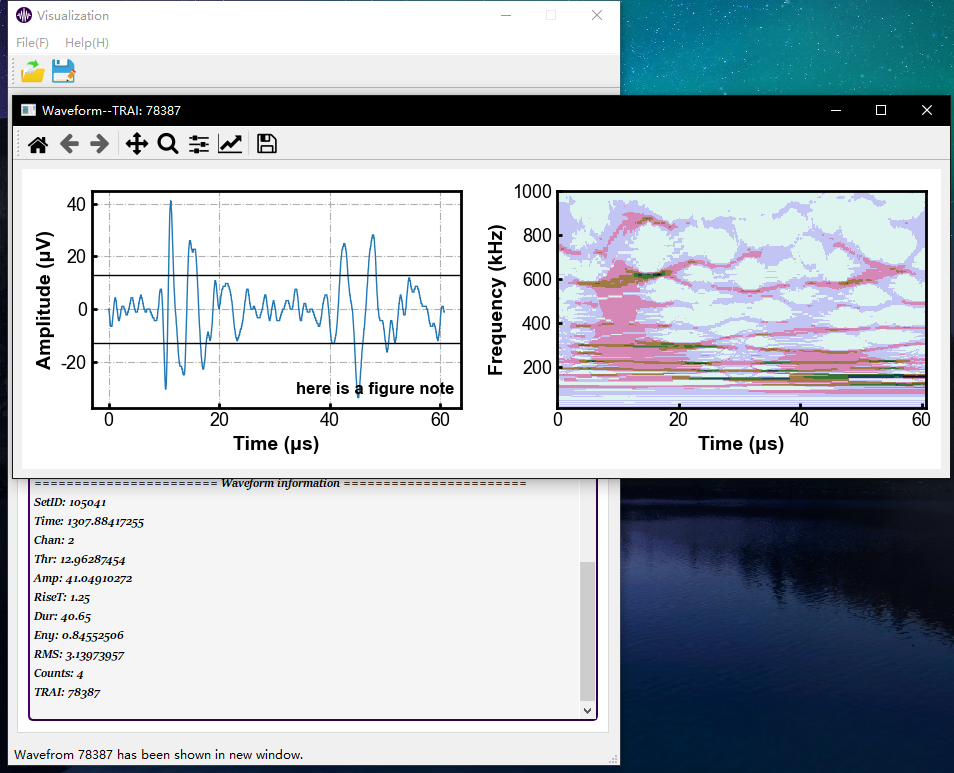 Visualization
File(F) Help(H)
Waveform--TRAI: 78387
40
20
0
-20
Amplitude (μV)
here is a figure note
0 20 40 60
Time (μs)
1000
800
600
400
200
Frequency (kHz)
0 20 40 60
Time (μs)
======================= Waveform information =======================
SetID: 105041
Time: 1307.88417255
Chan: 2
Thr: 12.96287454
Amp: 41.04910272
RiseT: 1.25
Dur: 40.65
Eny: 0.84552506
RMS: 3.13973957
Counts: 4
TRAI: 78387
Wavefrom 78387 has been shown in new window.